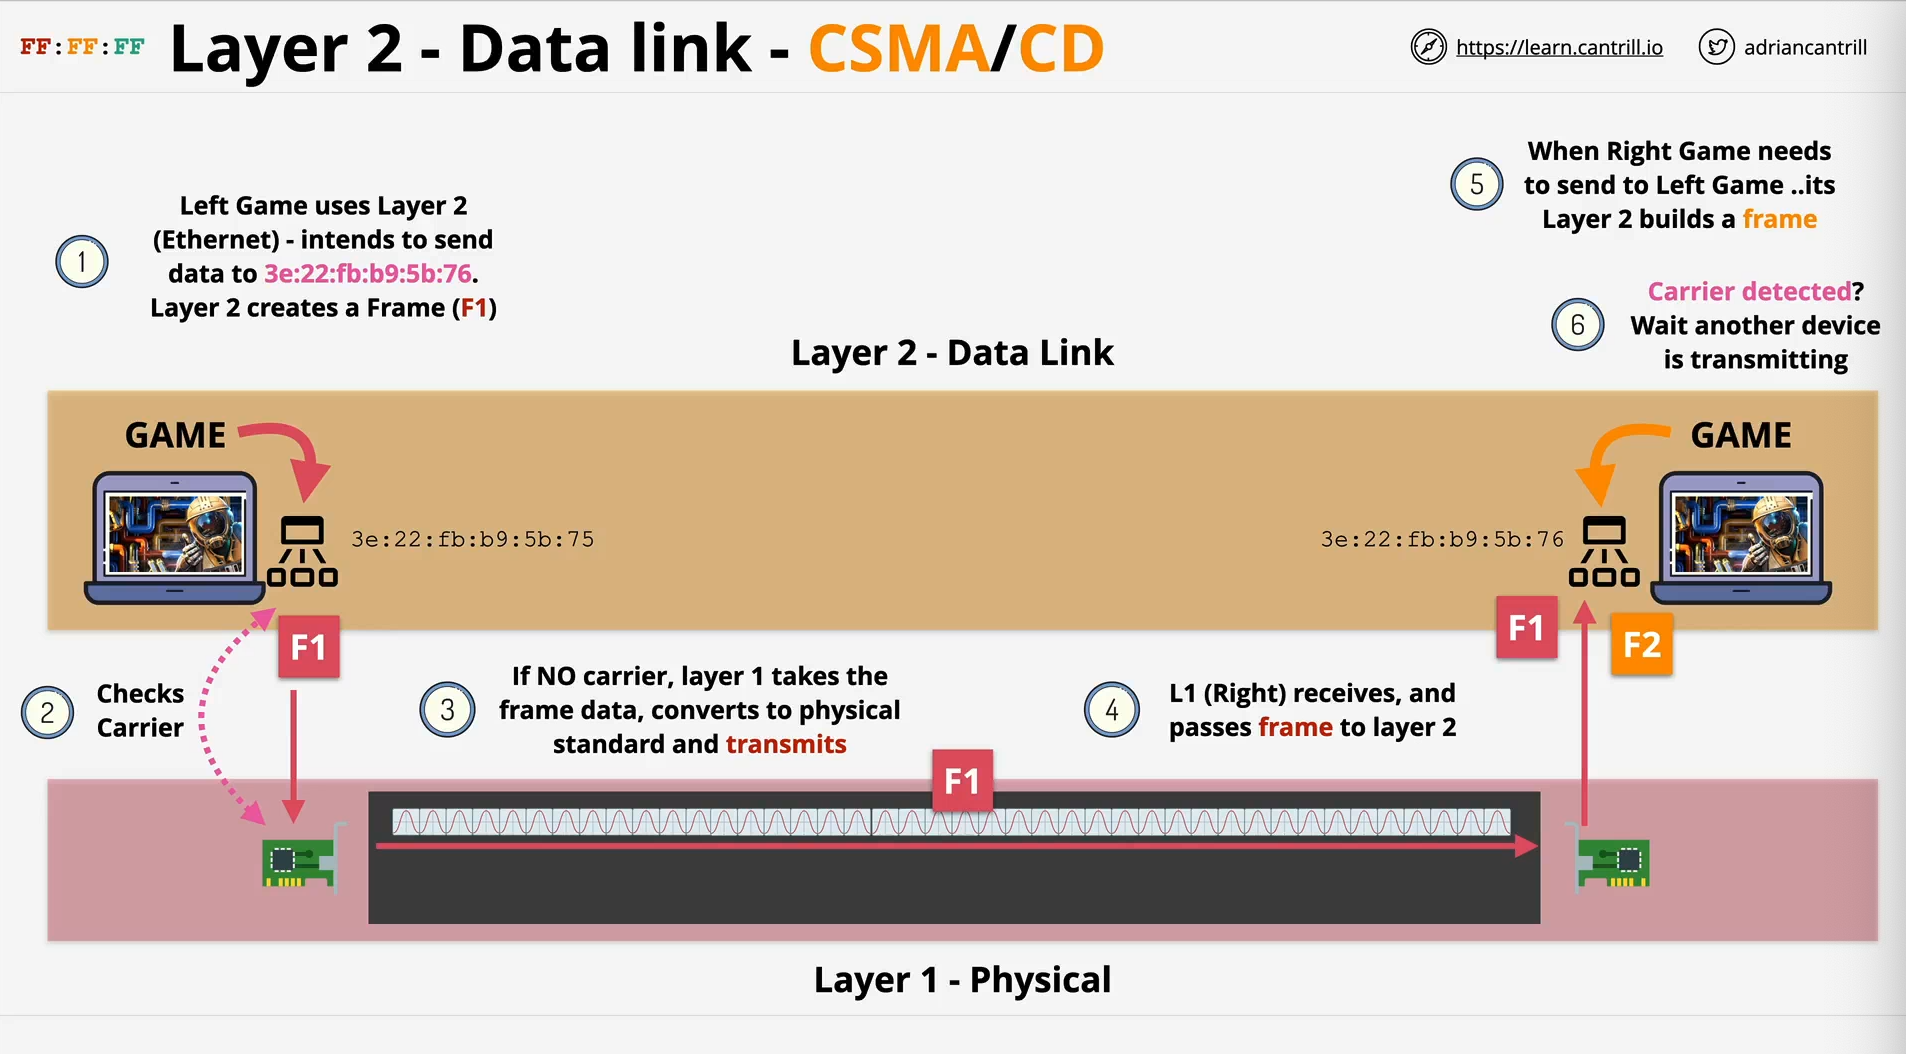 FF:FF:FF
Layer 2 - Data link - CSMA/CD
https://learn.cantrill.io
adriancantrill
1
Left Game uses Layer 2
(Ethernet) - intends to send
data to 3e:22:fb:b9:5b:76.
Layer 2 creates a Frame (F1)
5
When Right Game needs
to send to Left Game ..its
Layer 2 builds a frame
6
Carrier detected?
Wait another device
is transmitting
Layer 2 - Data Link
GAME
3e:22:fb:b9:5b:75
GAME
3e:22:fb:b9:5b:76
F1
F1
F2
2
Checks
Carrier
3
If NO carrier, layer 1 takes the
frame data, converts to physical
standard and transmits
4
L1 (Right) receives, and
passes frame to layer 2
F1
Layer 1 - Physical